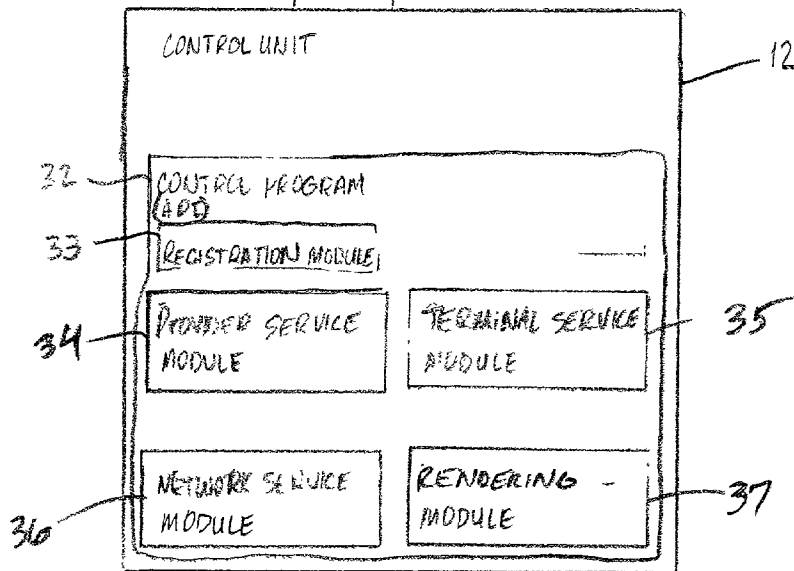 CONTROL UNIT
12
32
CONTROL PROGRAM
33
REGISTRATION MODULE
34
PROVIDER SERVICE
MODULE
TERMINAL SERVICE
MODULE
35
36
NETWORK SERVICE
MODULE
RENDERING
MODULE
37